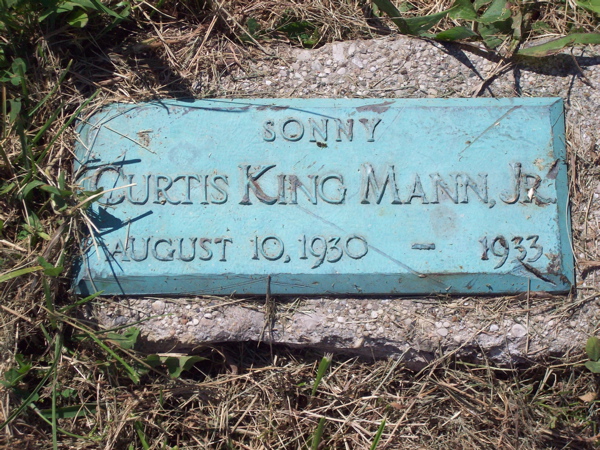 SONNY
CURTIS KING MANN, JR.
AUGUST 10, 1930 — 1933